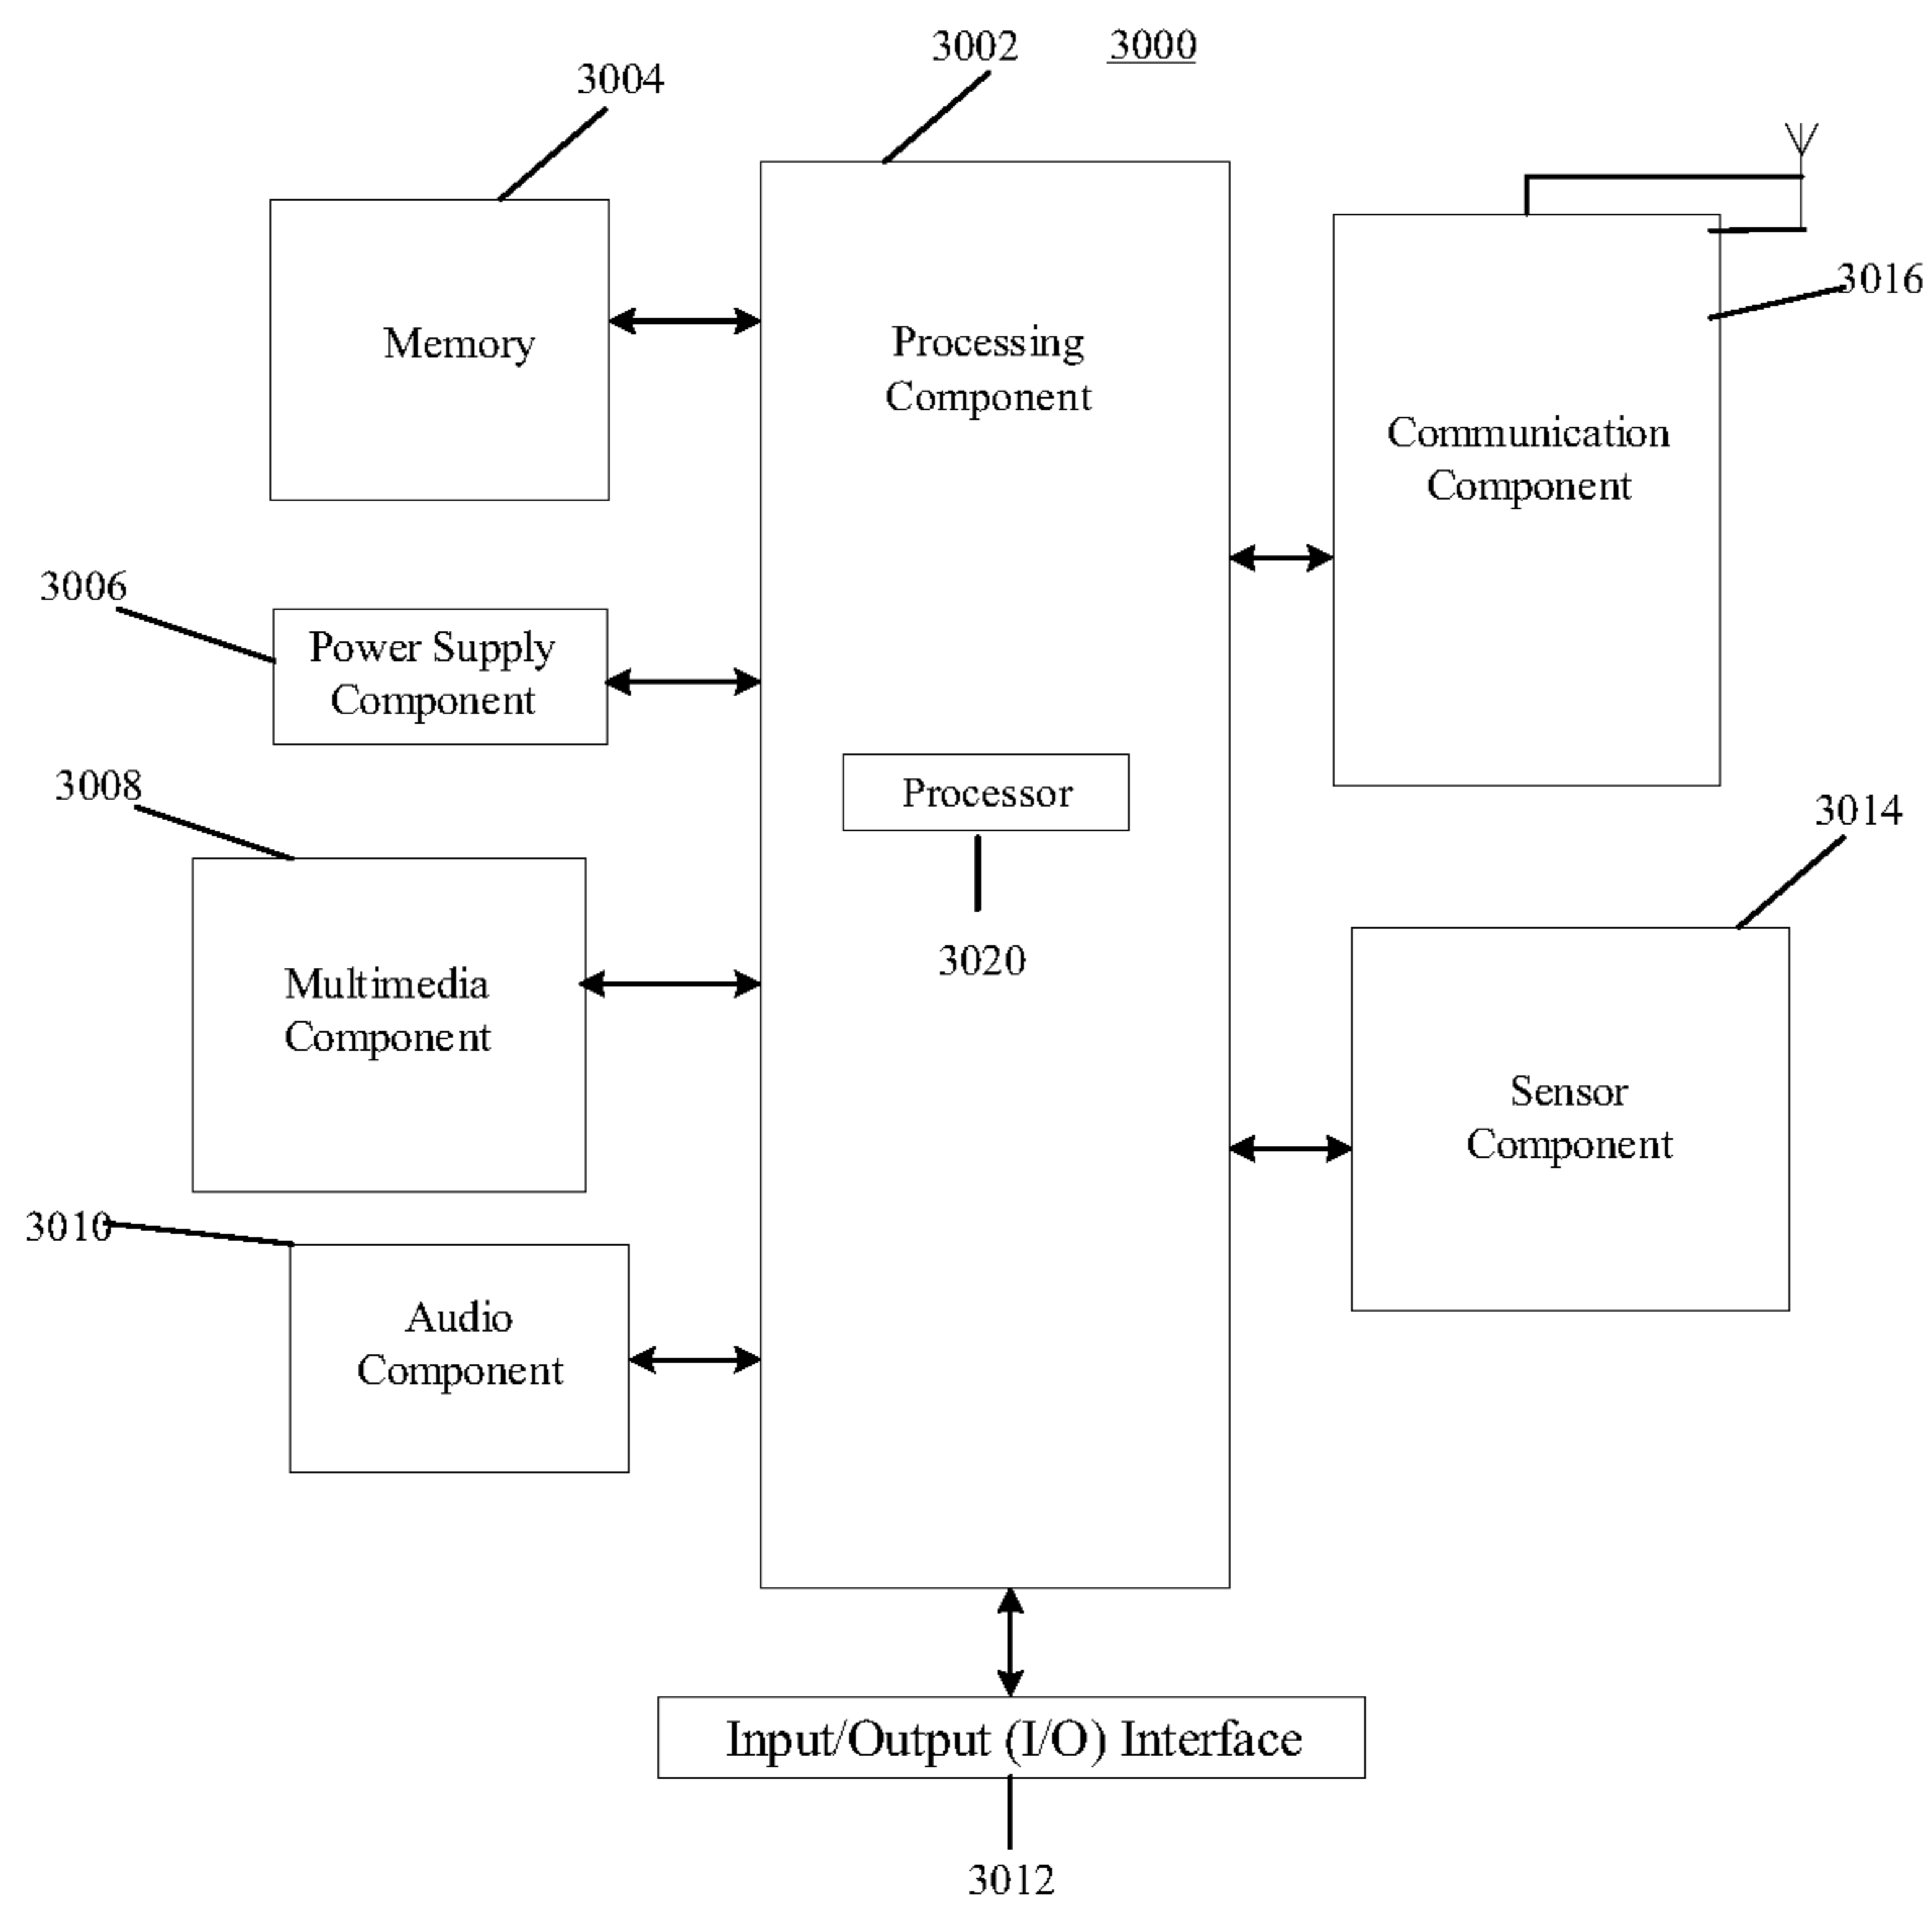 3002
3000
3004
Memory
Processing
Component
3016
Communication
Component
3006
Power Supply
Component
3008
Processor
3014
3020
Multimedia
Component
Sensor
Component
3010
Audio
Component
Input/Output (I/O) Interface
3012